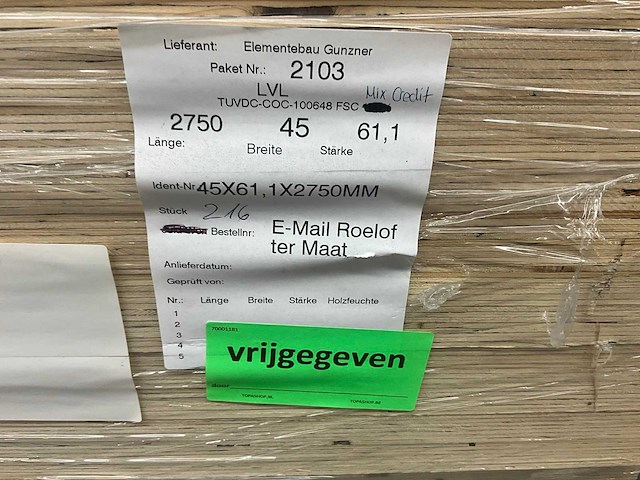 Lieferant: Elementebau Gunzner
Paket Nr.: 2103
LVL
Mix Credit
TUVDC-COC-100648 FSC
2750 45 61,1
Länge: Breite Stärke
Ident-Nr 45X61,1X2750MM
Stück 216
Bestellnr: E-Mail Roelof
ter Maat
Anlieferdatum:
Geprüft von:
Nr.: Länge Breite Stärke Holzfeuchte
1
2
3
4
5
70001181
vrijgegeven
door